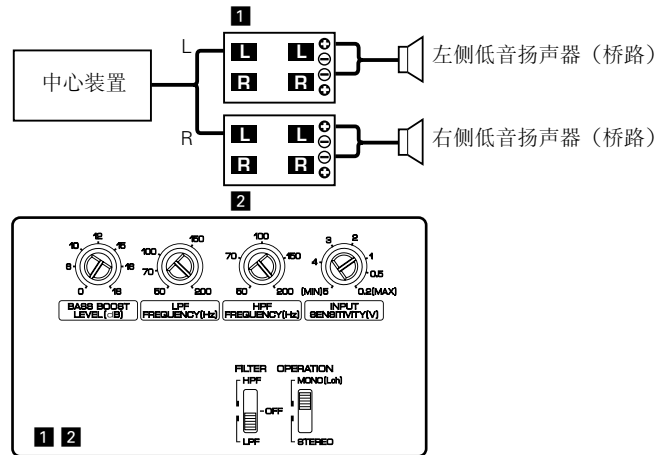 1
L
中心装置
L L ⊕
⊖
⊖
R R ⊕
左侧低音扬声器（桥路）
R
L L ⊕
⊖
⊖
R R ⊕
右侧低音扬声器（桥路）
2
0 6 10 12 15 18 18
BASS BOOST
LEVEL(dB)
50 70 100 150 200
LPF
FREQUENCY(Hz)
50 70 100 150 200
HPF
FREQUENCY(Hz)
(MIN)5 4 3 2 1 0.5 0.2(MAX)
INPUT
SENSITIVITY(V)
FILTER OPERATION
HPF MONO(Lch)
OFF
LPF STEREO
1 2